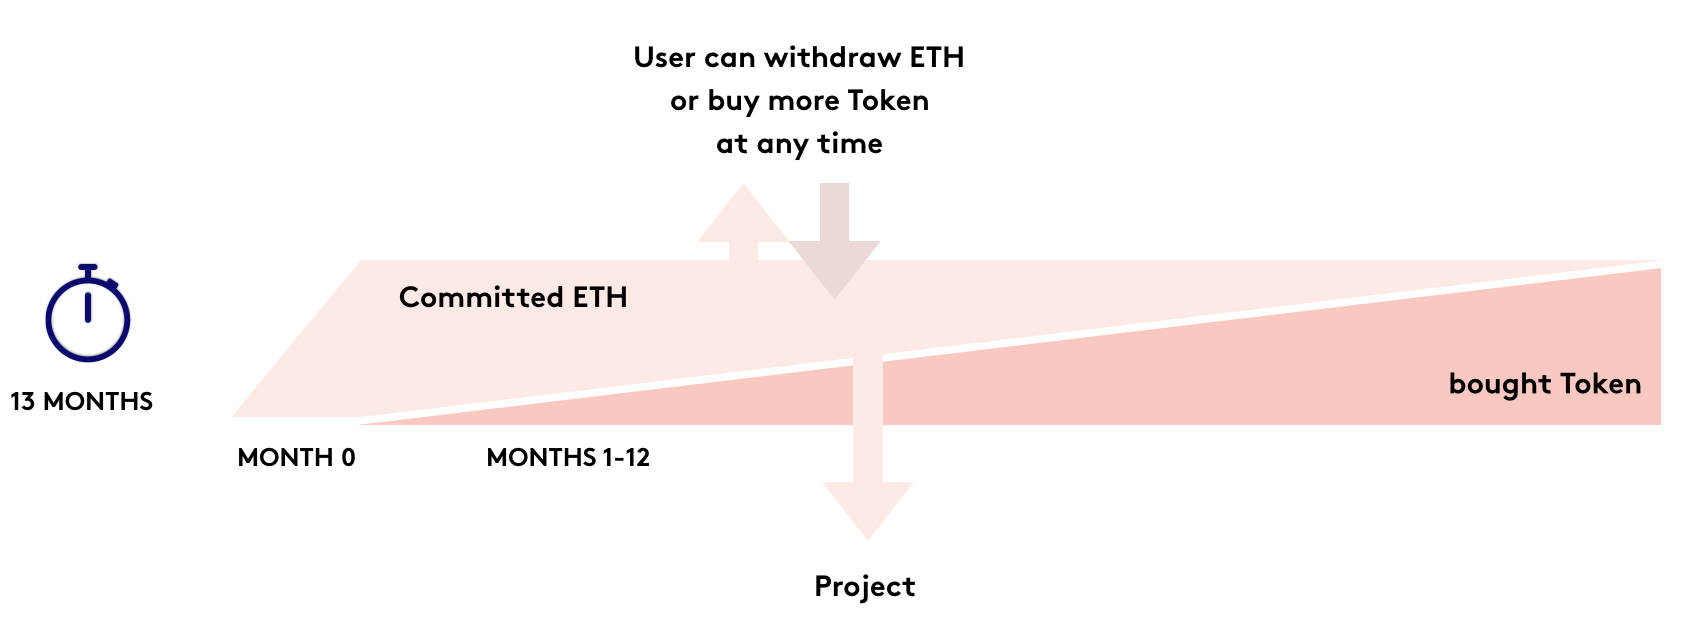 User can withdraw ETH
or buy more Token
at any time
Committed ETH
13 MONTHS
bought Token
MONTH 0
MONTHS 1-12
Project